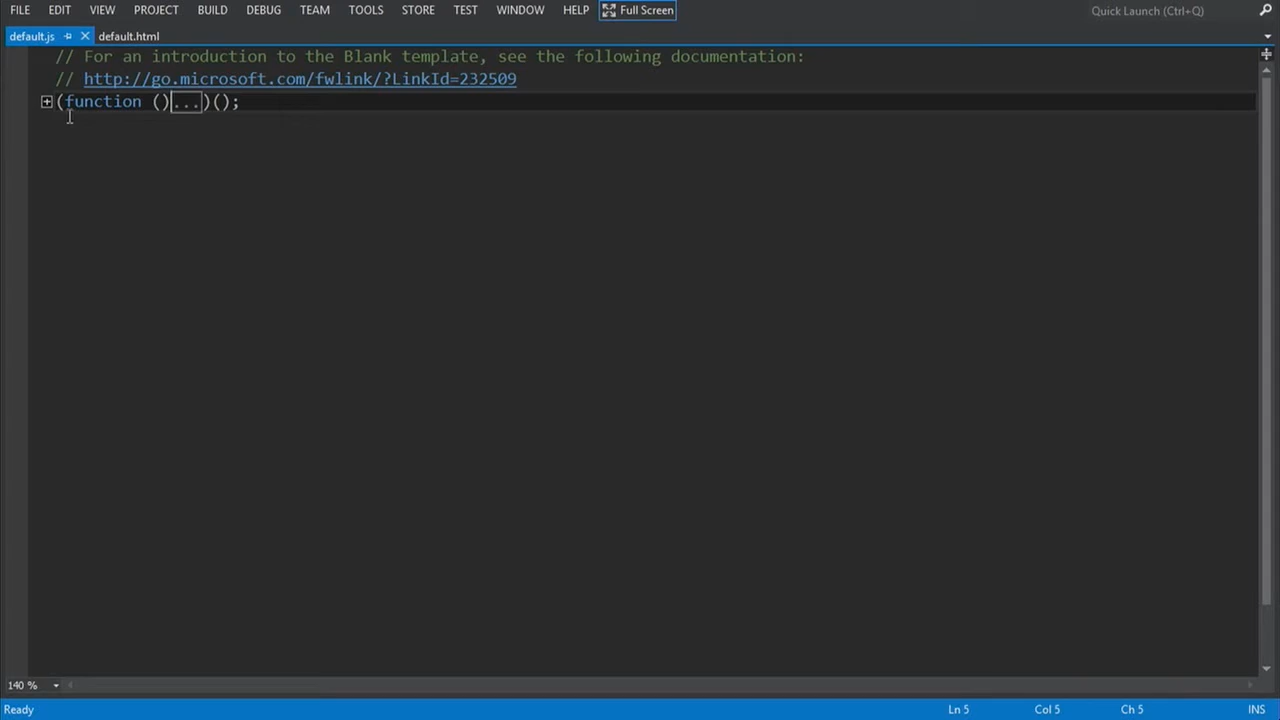 FILE EDIT VIEW PROJECT BUILD DEBUG TEAM TOOLS STORE TEST WINDOW HELP Full Screen Quick Launch (Ctrl+Q)
default.js default.html
// For an introduction to the Blank template, see the following documentation:
// http://go.microsoft.com/fwlink/?LinkId=232509
(function ()...)();
140 %
Ready Ln 5 Col 5 Ch 5 INS